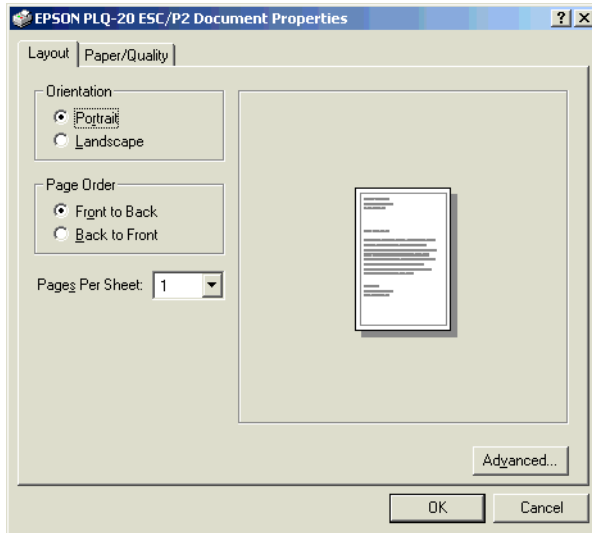 EPSON PLQ-20 ESC/P2 Document Properties
Layout
Paper/Quality
Orientation
Portrait
Landscape
Page Order
Front to Back
Back to Front
Pages Per Sheet: 1
Advanced...
OK
Cancel